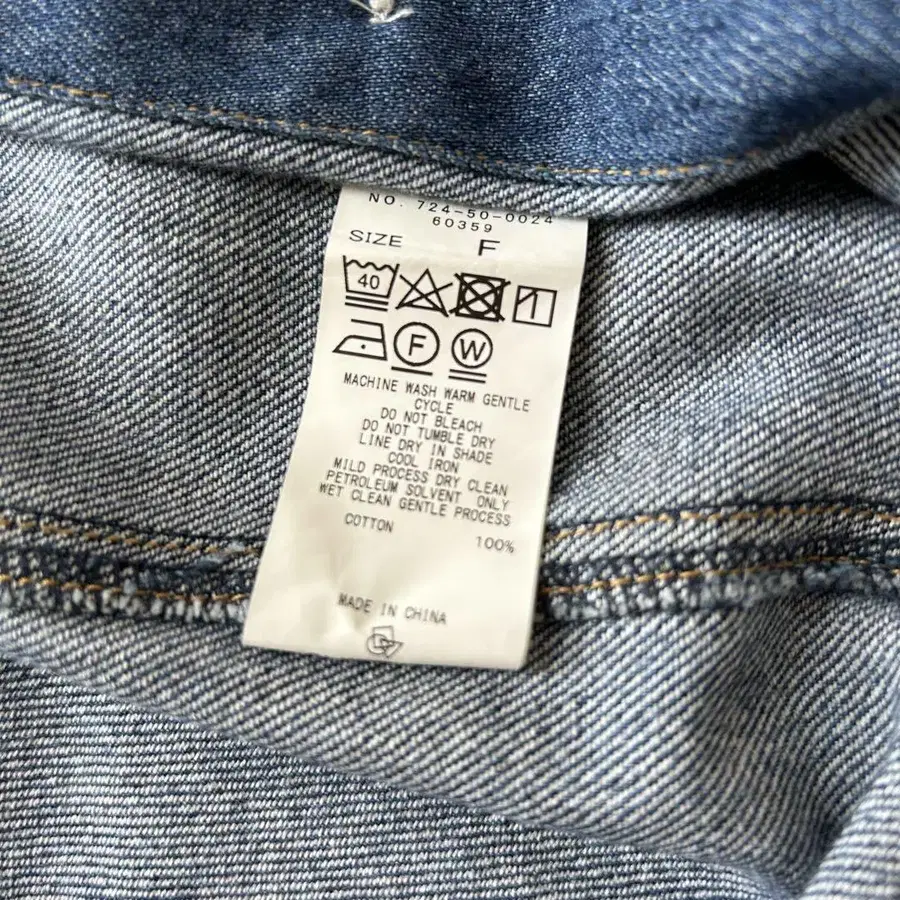 NO. 724-50-0024
60359
SIZE F
40
F W
MACHINE WASH WARM GENTLE
CYCLE
DO NOT BLEACH
DO NOT TUMBLE DRY
LINE DRY IN SHADE
COOL IRON
MILD PROCESS DRY CLEAN
PETROLEUM SOLVENT ONLY
WET CLEAN GENTLE PROCESS
COTTON 100%
MADE IN CHINA